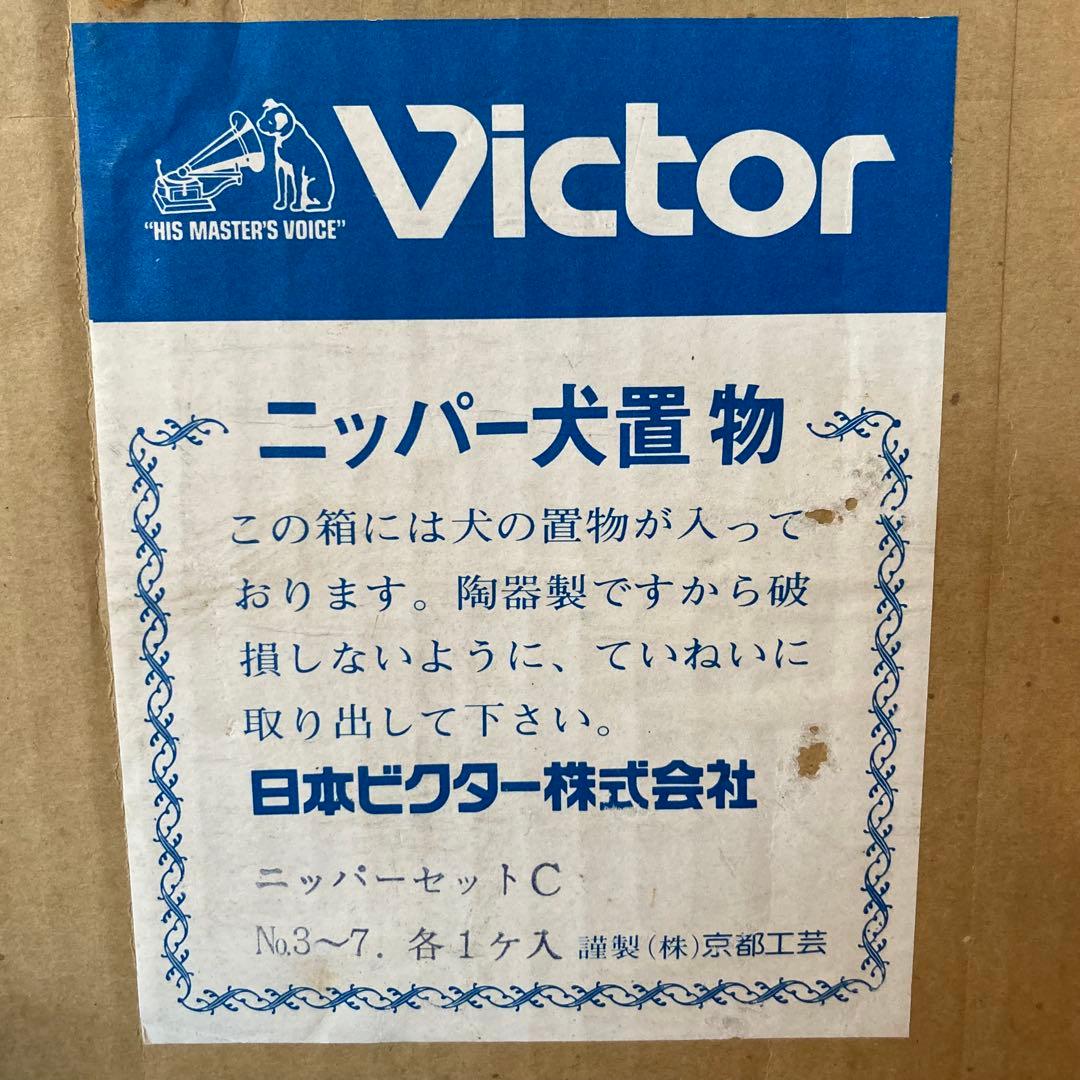 Victor
"HIS MASTER'S VOICE"
ニッパー犬置物
この箱には犬の置物が入って
おります。陶器製ですから破
損しないように、ていねいに
取り出して下さい。
日本ビクター株式会社
ニッパーセットC
No.3〜7. 各1ケ入 謹製(株)京都工芸